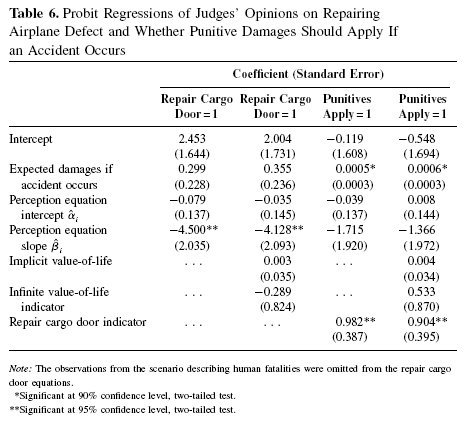 Table 6. Probit Regressions of Judges' Opinions on Repairing
Airplane Defect and Whether Punitive Damages Should Apply If
an Accident Occurs
Coefficient (Standard Error)
Repair Cargo Repair Cargo Punitives Punitives
Door = 1 Door = 1 Apply = 1 Apply = 1
Intercept 2.453 2.004 −0.119 −0.548
(1.644) (1.731) (1.608) (1.694)
Expected damages if 0.299 0.355 0.0005* 0.0006*
accident occurs (0.228) (0.236) (0.0003) (0.0003)
Perception equation −0.079 −0.035 −0.039 0.008
intercept α̂i (0.137) (0.145) (0.137) (0.144)
Perception equation −4.500** −4.128** −1.715 −1.366
slope β̂i (2.035) (2.093) (1.920) (1.972)
Implicit value-of-life . . . 0.003 . . . 0.004
(0.035) (0.034)
Infinite value-of-life . . . −0.289 . . . 0.533
indicator (0.824) (0.870)
Repair cargo door indicator . . . . . . 0.982** 0.904**
(0.387) (0.395)
Note: The observations from the scenario describing human fatalities were omitted from the repair cargo
door equations.
*Significant at 90% confidence level, two-tailed test.
**Significant at 95% confidence level, two-tailed test.